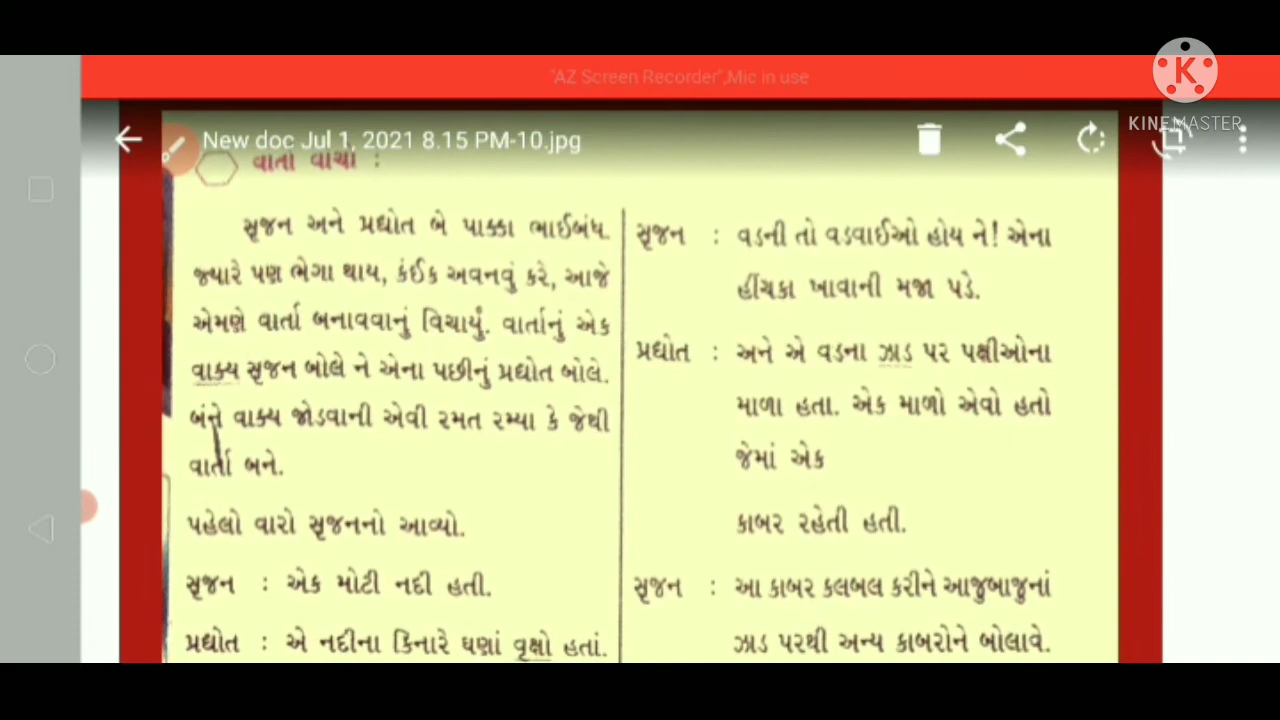 "AZ Screen Recorder",Mic in use
KINEMASTER
New doc Jul 1, 2021 8.15 PM-10.jpg
વાર્તા વાંચો :
સૃજન અને પ્રદ્યોત બે પાક્કા ભાઈબંધ.
જ્યારે પણ ભેગા થાય, કંઈક અવનવું કરે, આજે
એમણે વાર્તા બનાવવાનું વિચાર્યું. વાર્તાનું એક
વાક્ય સૃજન બોલે ને એના પછીનું પ્રદ્યોત બોલે.
બંને વાક્ય જોડવાની એવી રમત રમ્યા કે જેથી
વાર્તા બને.
પહેલો વારો સૃજનનો આવ્યો.
સૃજન : એક મોટી નદી હતી.
પ્રદ્યોત : એ નદીના કિનારે ઘણાં વૃક્ષો હતાં.
સૃજન : વડની તો વડવાઈઓ હોય ને! એના
હીંચકા ખાવાની મજા પડે.
પ્રદ્યોત : અને એ વડના ઝાડ પર પક્ષીઓના
માળા હતા. એક માળો એવો હતો
જેમાં એક
કાબર રહેતી હતી.
સૃજન : આ કાબર કલબલ કરીને આજુબાજુનાં
ઝાડ પરથી અન્ય કાબરોને બોલાવે.